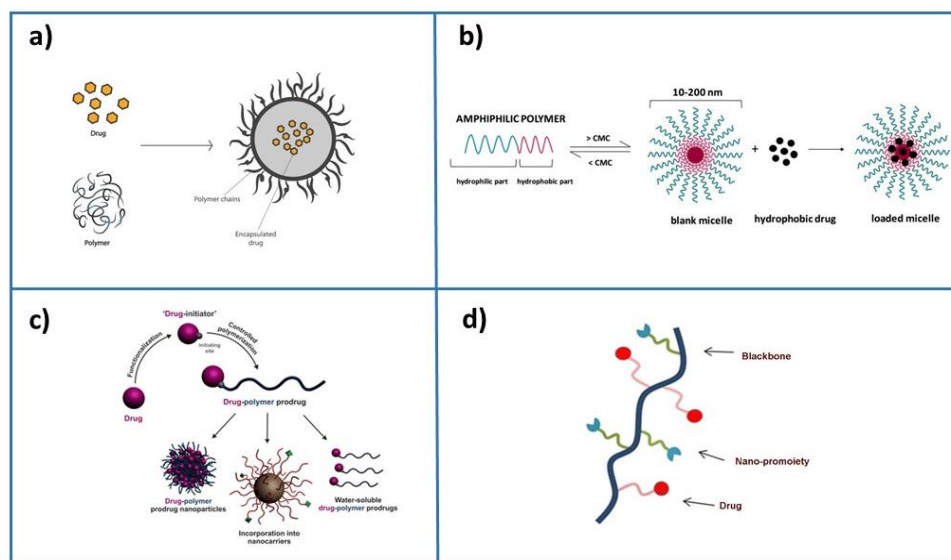 a)
Drug
Polymer
Polymer chains
Encapsulated
drug
b)
10-200 nm
AMPHIPHILIC POLYMER
> CMC
< CMC
hydrophilic part
hydrophobic part
+
blank micelle
hydrophobic drug
loaded micelle
c)
'Drug-initiator'
Functionalization
Controlled
polymerization
initiating
site
Drug
Drug-polymer prodrug
Drug-polymer
prodrug nanoparticles
Incorporation into
nanocarriers
Water-soluble
drug-polymer prodrugs
d)
Blackbone
Nano-promoiety
Drug